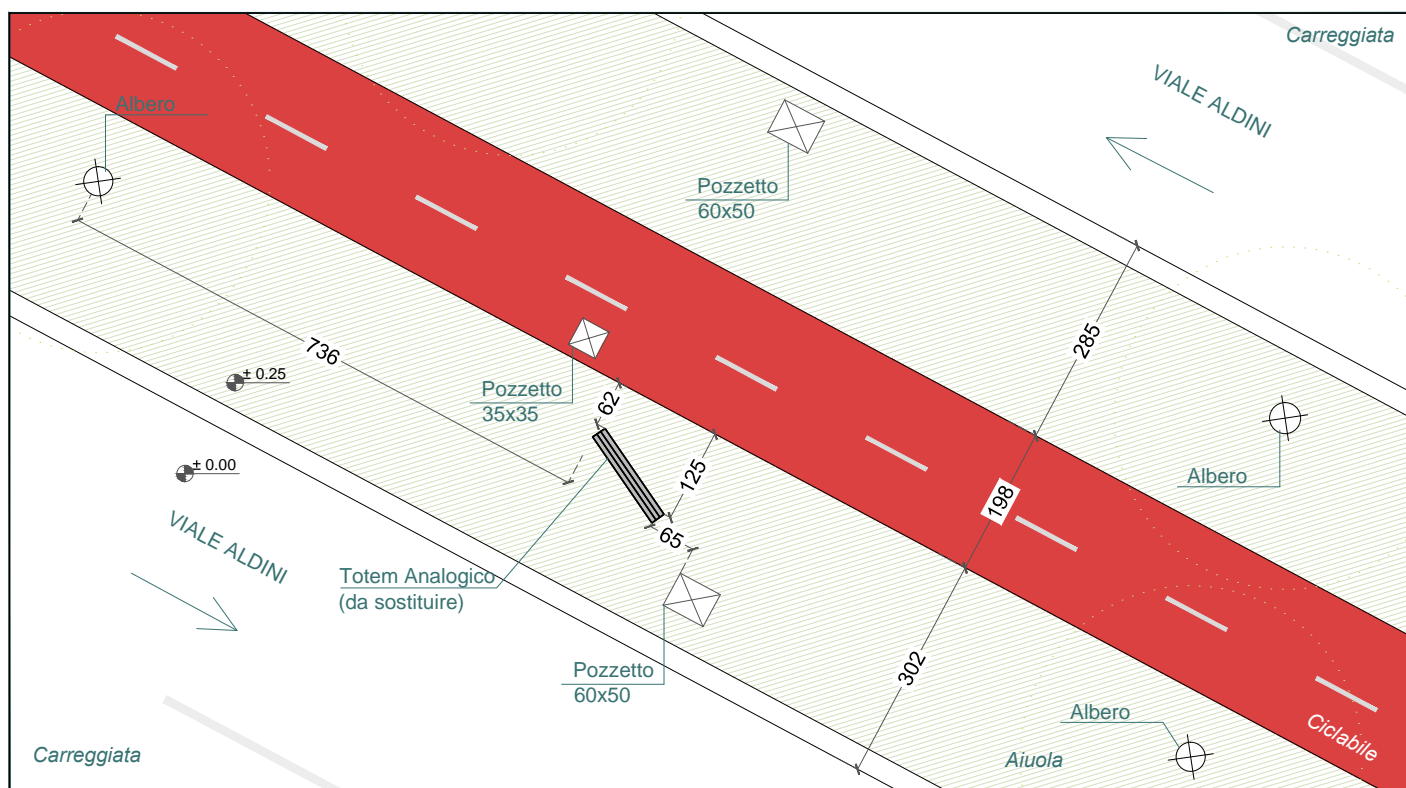 Carreggiata
VIALE ALDINI
Albero
Pozzetto
60x50
285
736
± 0.25
Pozzetto
35x35
62
± 0.00
125
198
Albero
VIALE ALDINI
65
Totem Analogico
(da sostituire)
Pozzetto
60x50
302
Albero
Ciclabile
Carreggiata
Aiuola